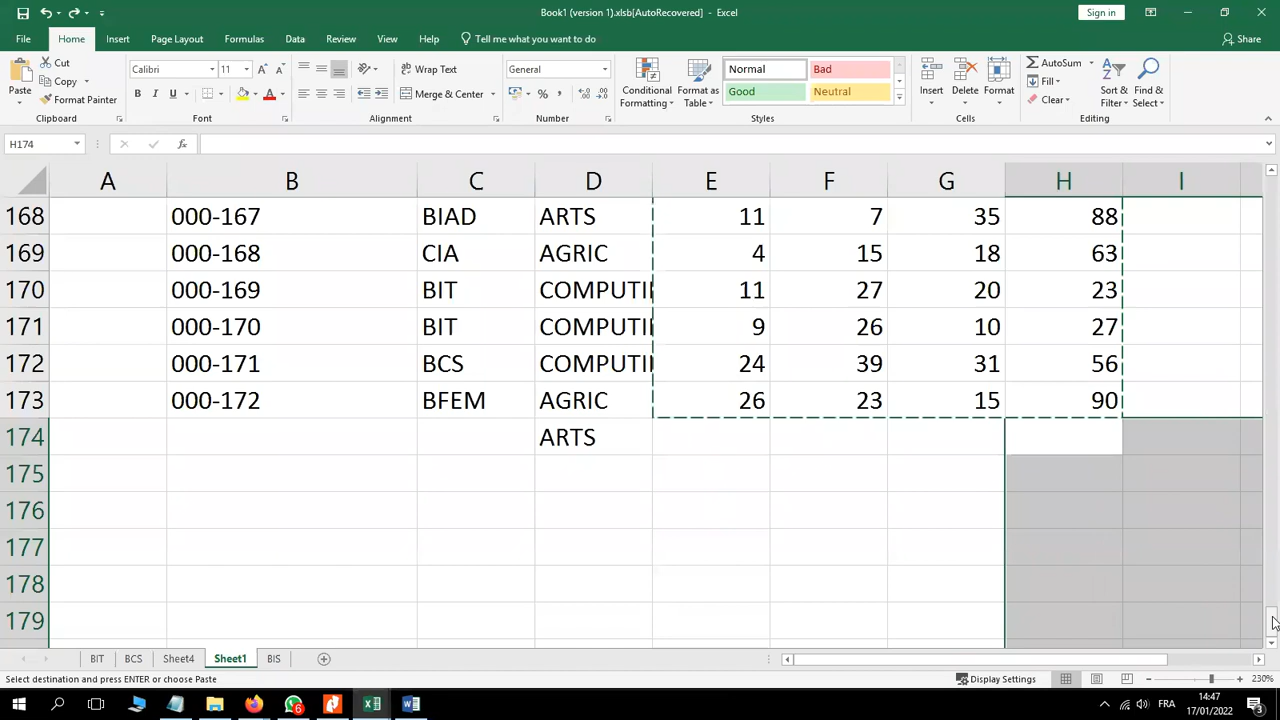 Book1 (version 1).xlsb[AutoRecovered] - Excel
Sign in
File Home Insert Page Layout Formulas Data Review View Help Tell me what you want to do Share
Paste
Cut
Copy
Format Painter
Calibri 11
B I U
Wrap Text
Merge & Center
General
Conditional Formatting
Format as Table
Normal Bad
Good Neutral
Insert Delete Format
AutoSum
Fill
Clear
Sort & Filter
Find & Select
Clipboard Font Alignment Number Styles Cells Editing
H174 fx
A B C D E F G H I
168 000-167 BIAD ARTS 11 7 35 88
169 000-168 CIA AGRIC 4 15 18 63
170 000-169 BIT COMPUTI 11 27 20 23
171 000-170 BIT COMPUTI 9 26 10 27
172 000-171 BCS COMPUTI 24 39 31 56
173 000-172 BFEM AGRIC 26 23 15 90
174 ARTS
175
176
177
178
179
BIT BCS Sheet4 Sheet1 BIS
Select destination and press ENTER or choose Paste Display Settings 230%
6 FRA 14:47
17/01/2022 3